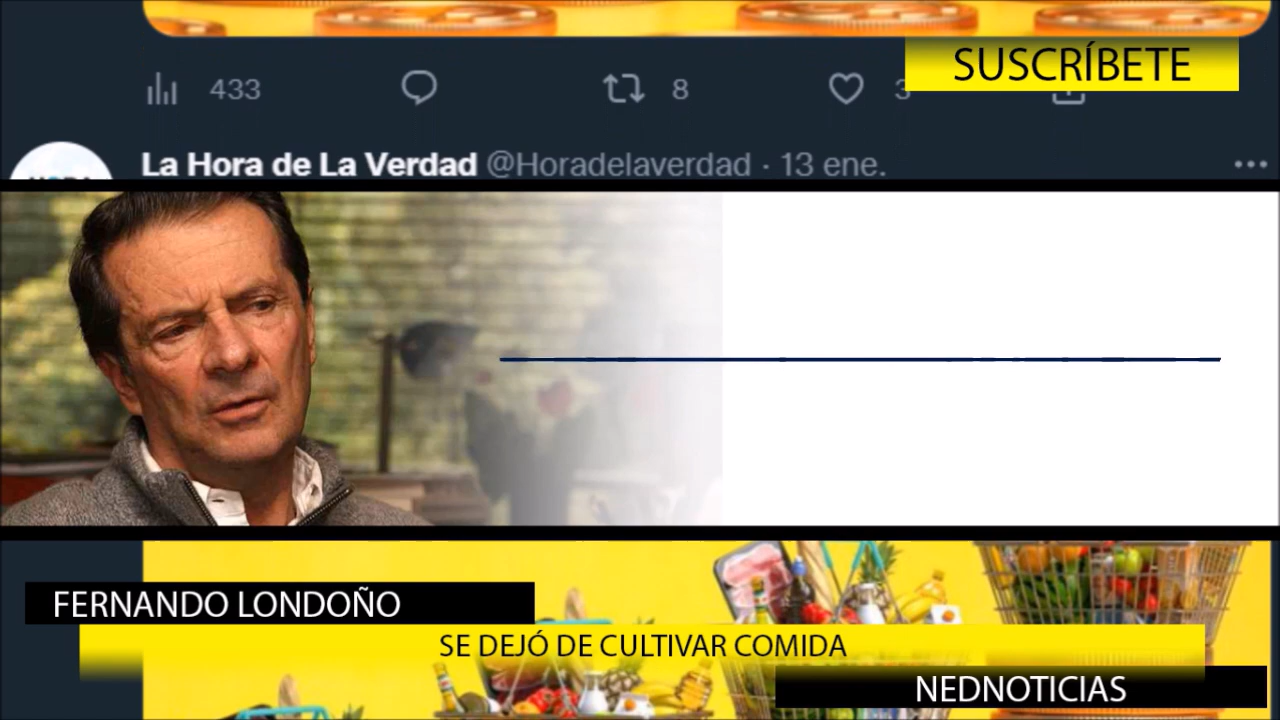 SUSCRÍBETE
433
8
3
La Hora de La Verdad @Horadelaverdad · 13 ene.
FERNANDO LONDOÑO
SE DEJÓ DE CULTIVAR COMIDA
NEDNOTICIAS